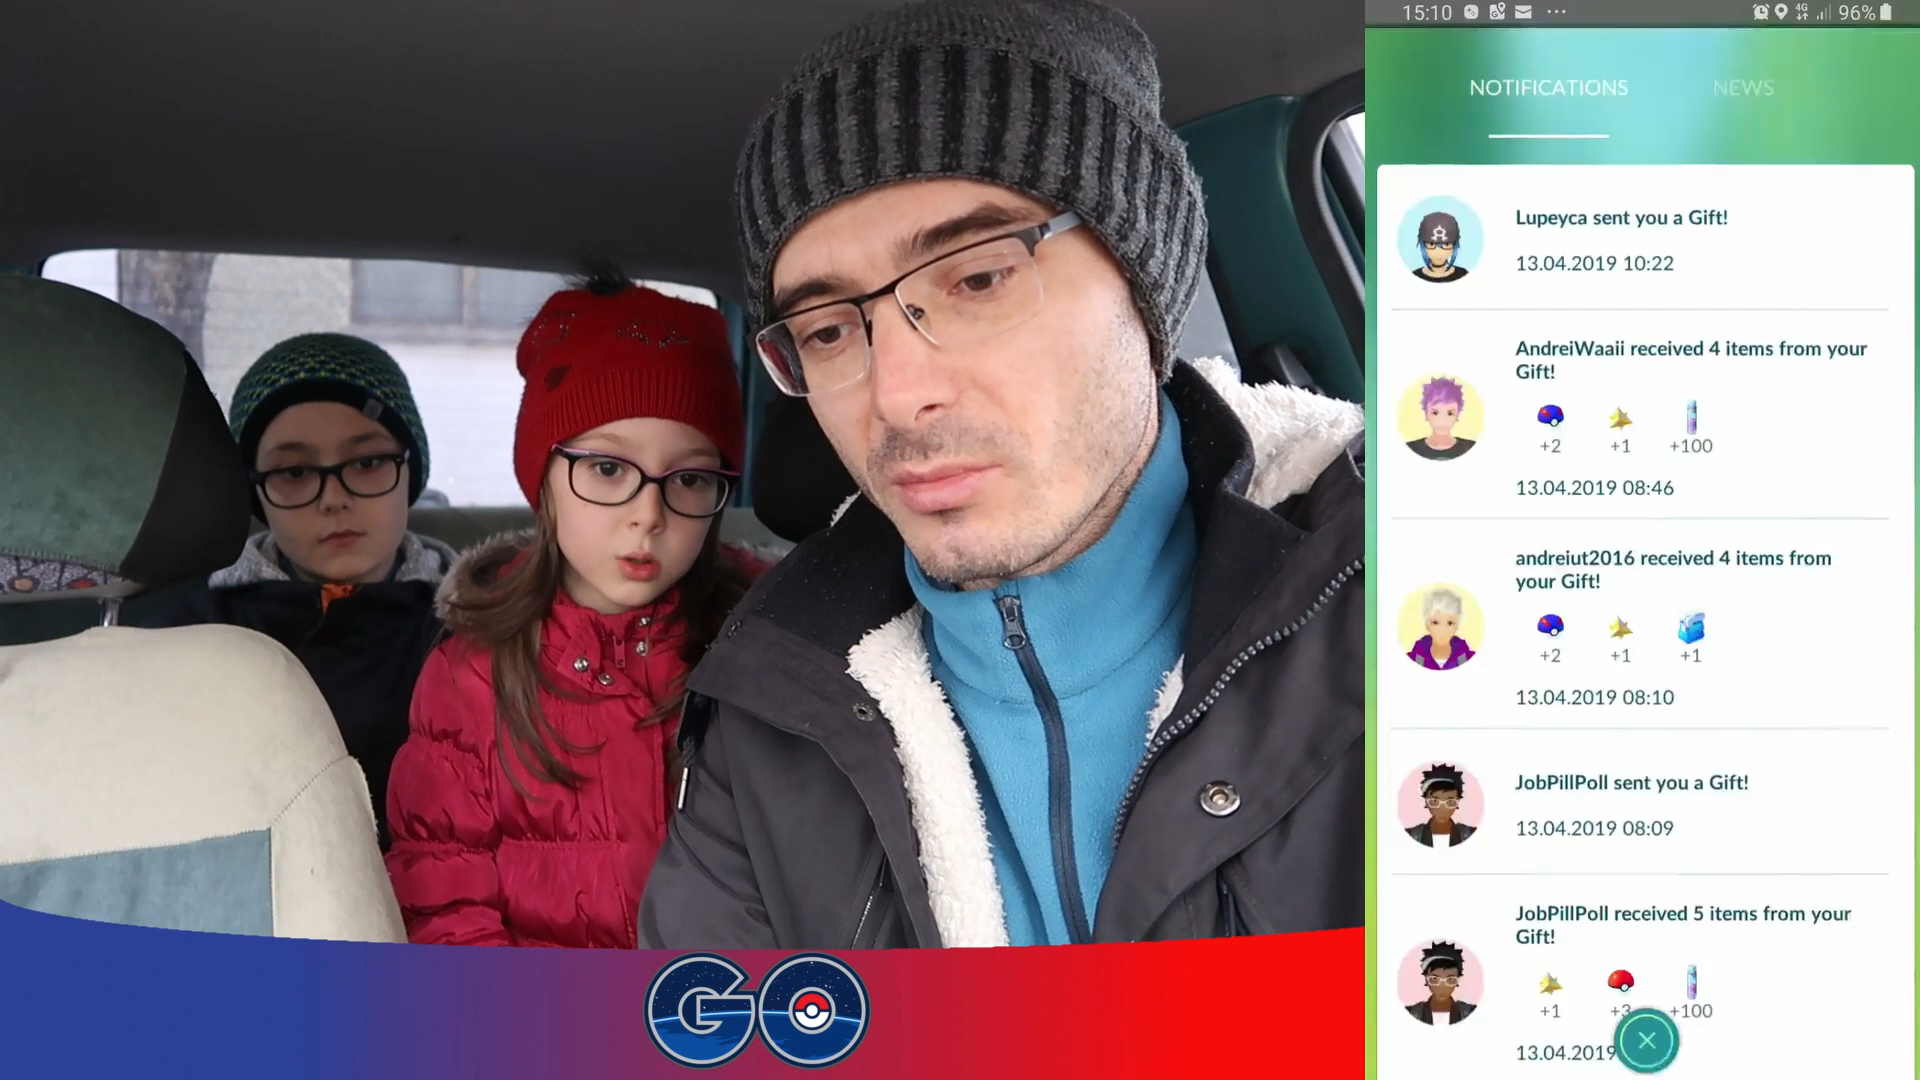 15:10 4G 96%
NOTIFICATIONS NEWS
Lupeyca sent you a Gift!
13.04.2019 10:22
AndreiWaaii received 4 items from your
Gift!
+2 +1 +100
13.04.2019 08:46
andreiut2016 received 4 items from
your Gift!
+2 +1 +1
13.04.2019 08:10
JobPillPoll sent you a Gift!
13.04.2019 08:09
JobPillPoll received 5 items from your
Gift!
+1 +3 +100
13.04.2019
GO